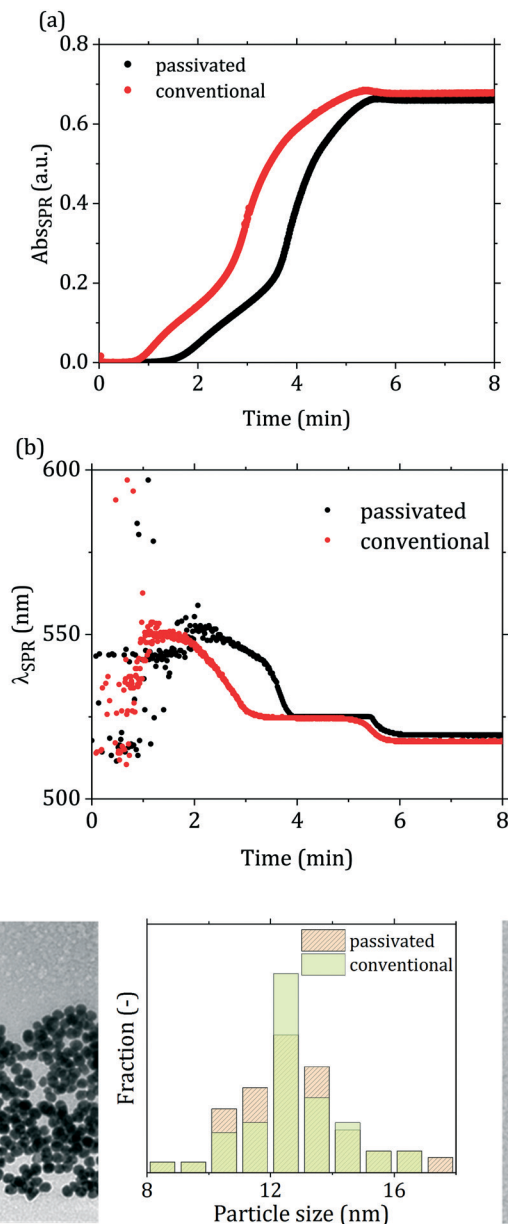 (a)
0.8
passivated
conventional
0.6
Abs_SPR (a.u.)
0.4
0.2
0.0
0 2 4 6 8
Time (min)
(b)
600
passivated
conventional
λ_SPR (nm)
550
500
0 2 4 6 8
Time (min)
passivated
conventional
Fraction (-)
8 12 16
Particle size (nm)